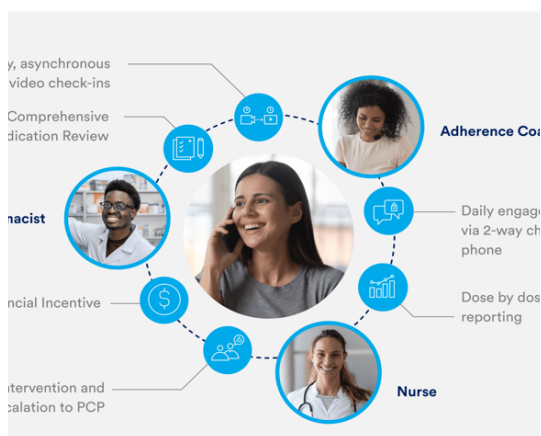 y, asynchronous
video check-ins
Comprehensive
dication Review
Adherence Coa
macist
Daily engage
via 2-way ch
phone
ncial Incentive
Dose by dos
reporting
ntervention and
calation to PCP
Nurse